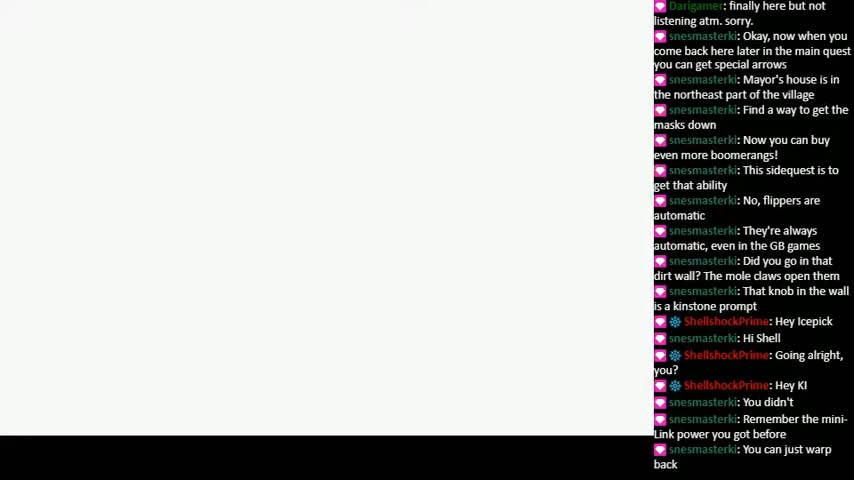 Darigamer: finally here but not
listening atm. sorry.
snesmasterki: Okay, now when you
come back here later in the main quest
you can get special arrows
snesmasterki: Mayor's house is in
the northeast part of the village
snesmasterki: Find a way to get the
masks down
snesmasterki: Now you can buy
even more boomerangs!
snesmasterki: This sidequest is to
get that ability
snesmasterki: No, flippers are
automatic
snesmasterki: They're always
automatic, even in the GB games
snesmasterki: Did you go in that
dirt wall? The mole claws open them
snesmasterki: That knob in the wall
is a kinstone prompt
ShellshockPrime: Hey Icepick
snesmasterki: Hi Shell
ShellshockPrime: Going alright,
you?
ShellshockPrime: Hey KI
snesmasterki: You didn't
snesmasterki: Remember the mini-
Link power you got before
snesmasterki: You can just warp
back